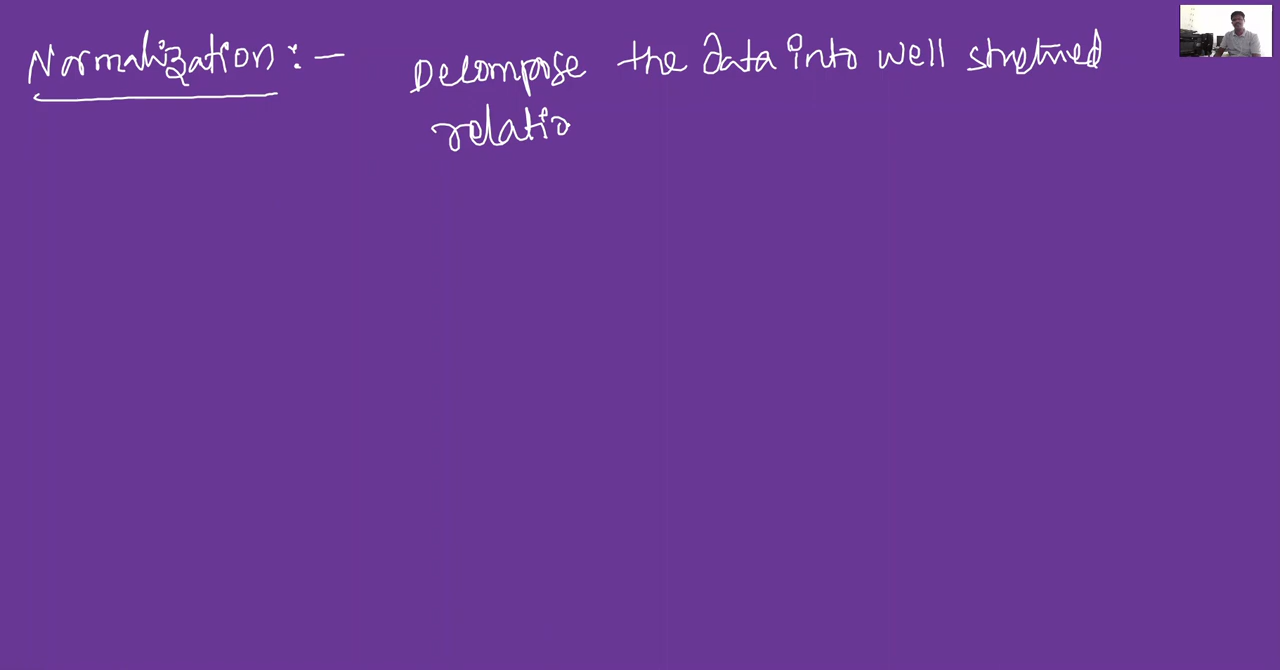 Normalization :- Decompose the data into well structured
relatio